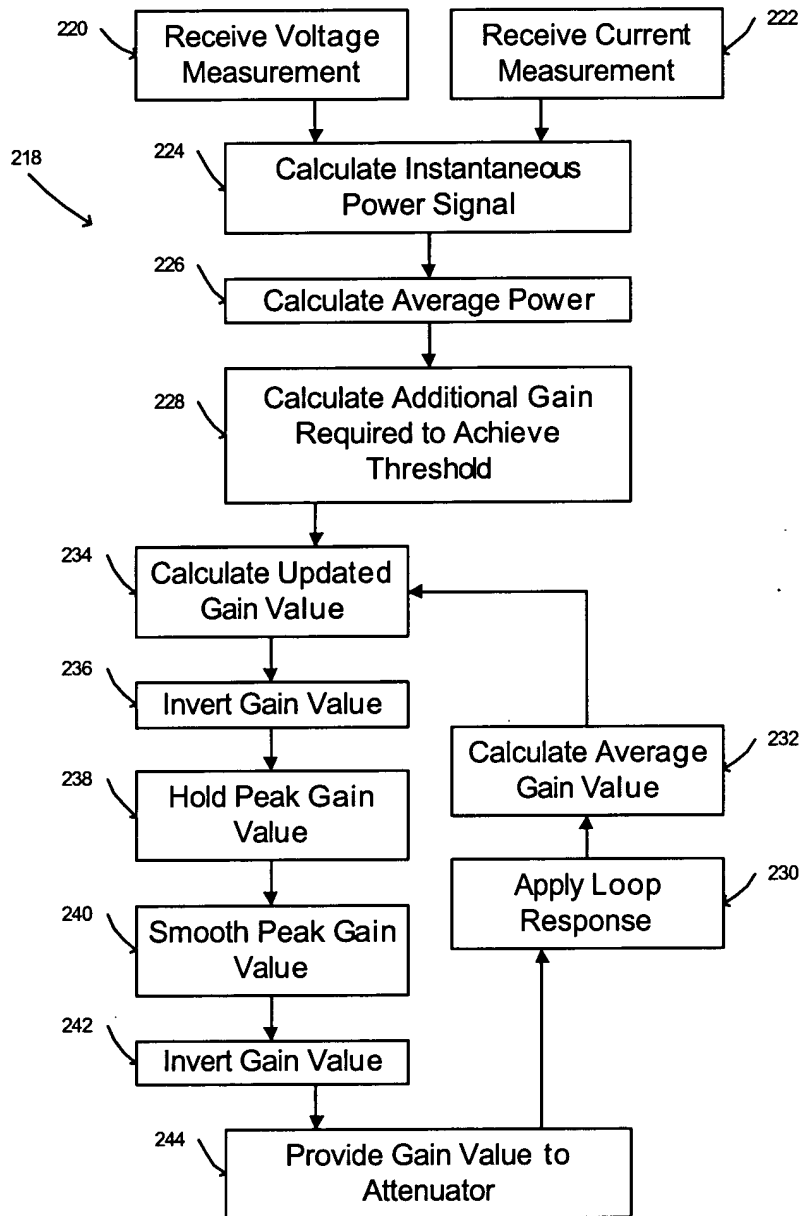 220
Receive Voltage
Measurement
Receive Current
Measurement
222
218
224
Calculate Instantaneous
Power Signal
226
Calculate Average Power
228
Calculate Additional Gain
Required to Achieve
Threshold
234
Calculate Updated
Gain Value
236
Invert Gain Value
238
Hold Peak Gain
Value
Calculate Average
Gain Value
232
240
Smooth Peak Gain
Value
Apply Loop
Response
230
242
Invert Gain Value
244
Provide Gain Value to
Attenuator